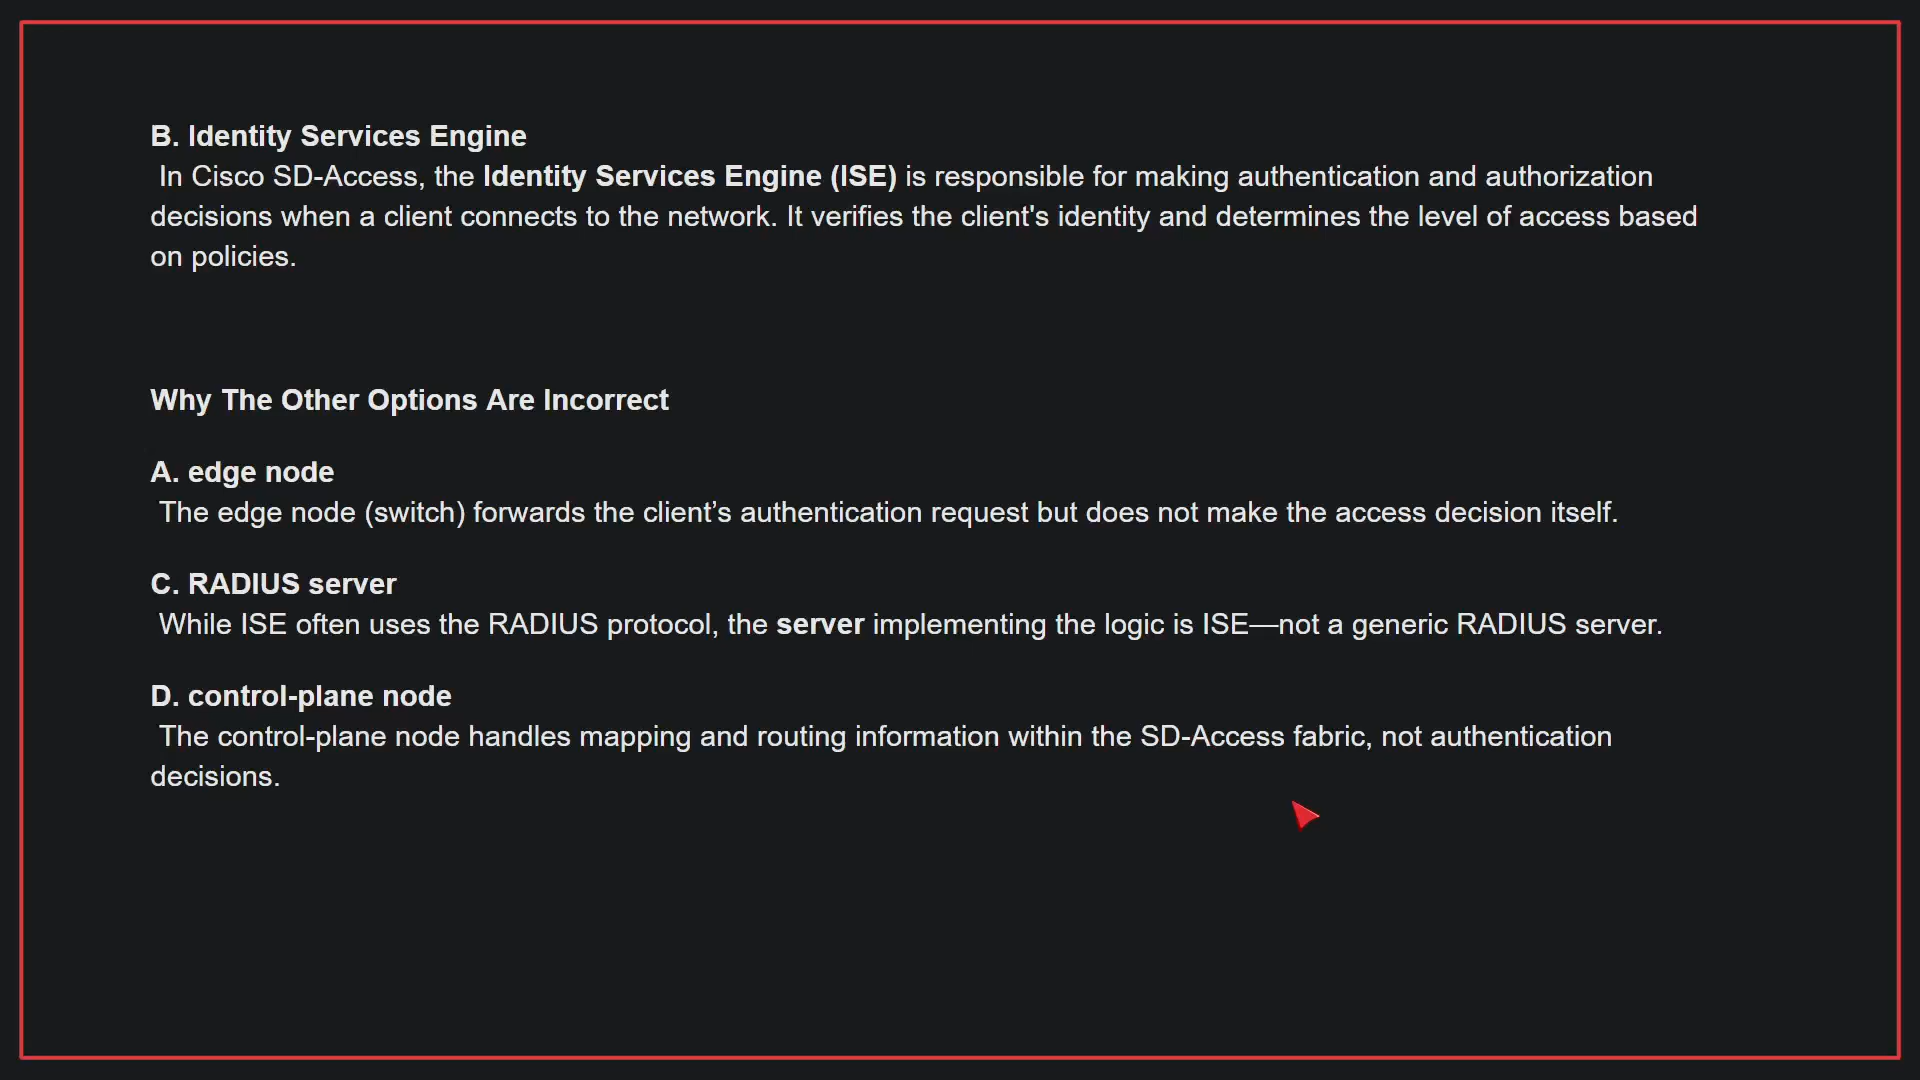 B. Identity Services Engine
In Cisco SD-Access, the Identity Services Engine (ISE) is responsible for making authentication and authorization
decisions when a client connects to the network. It verifies the client's identity and determines the level of access based
on policies.
Why The Other Options Are Incorrect
A. edge node
The edge node (switch) forwards the client’s authentication request but does not make the access decision itself.
C. RADIUS server
While ISE often uses the RADIUS protocol, the server implementing the logic is ISE—not a generic RADIUS server.
D. control-plane node
The control-plane node handles mapping and routing information within the SD-Access fabric, not authentication
decisions.